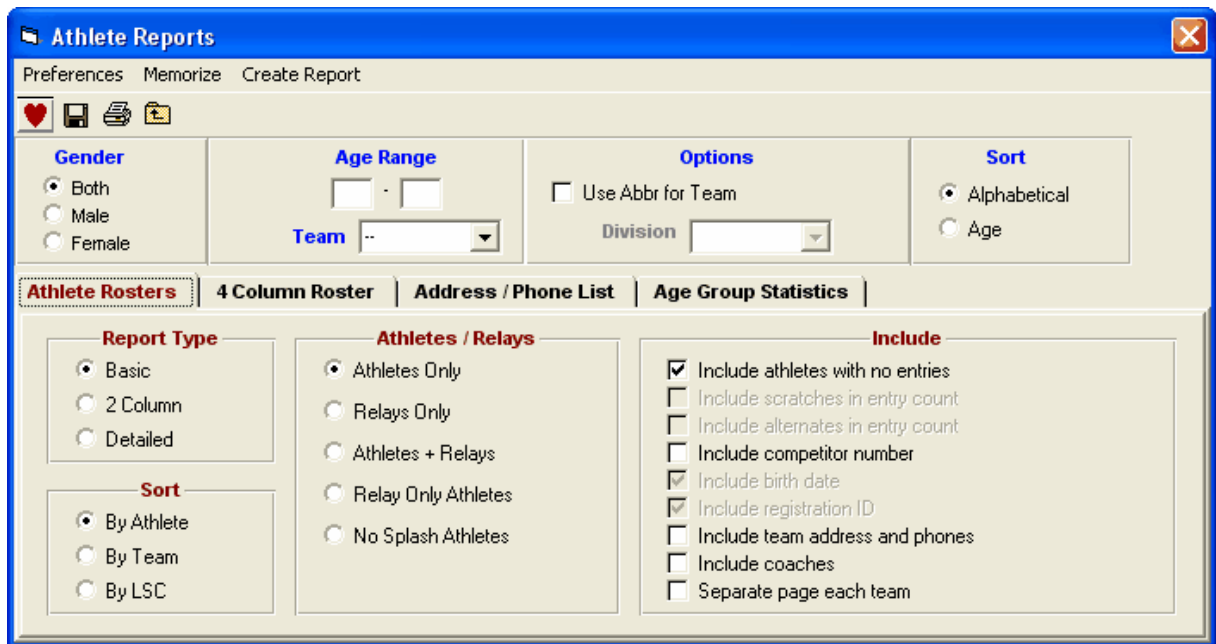 Athlete Reports
Preferences Memorize Create Report
Gender
Both
Male
Female
Age Range
-
Team --
Options
Use Abbr for Team
Division
Sort
Alphabetical
Age
Athlete Rosters 4 Column Roster Address / Phone List Age Group Statistics
Report Type
Basic
2 Column
Detailed
Sort
By Athlete
By Team
By LSC
Athletes / Relays
Athletes Only
Relays Only
Athletes + Relays
Relay Only Athletes
No Splash Athletes
Include
Include athletes with no entries
Include scratches in entry count
Include alternates in entry count
Include competitor number
Include birth date
Include registration ID
Include team address and phones
Include coaches
Separate page each team